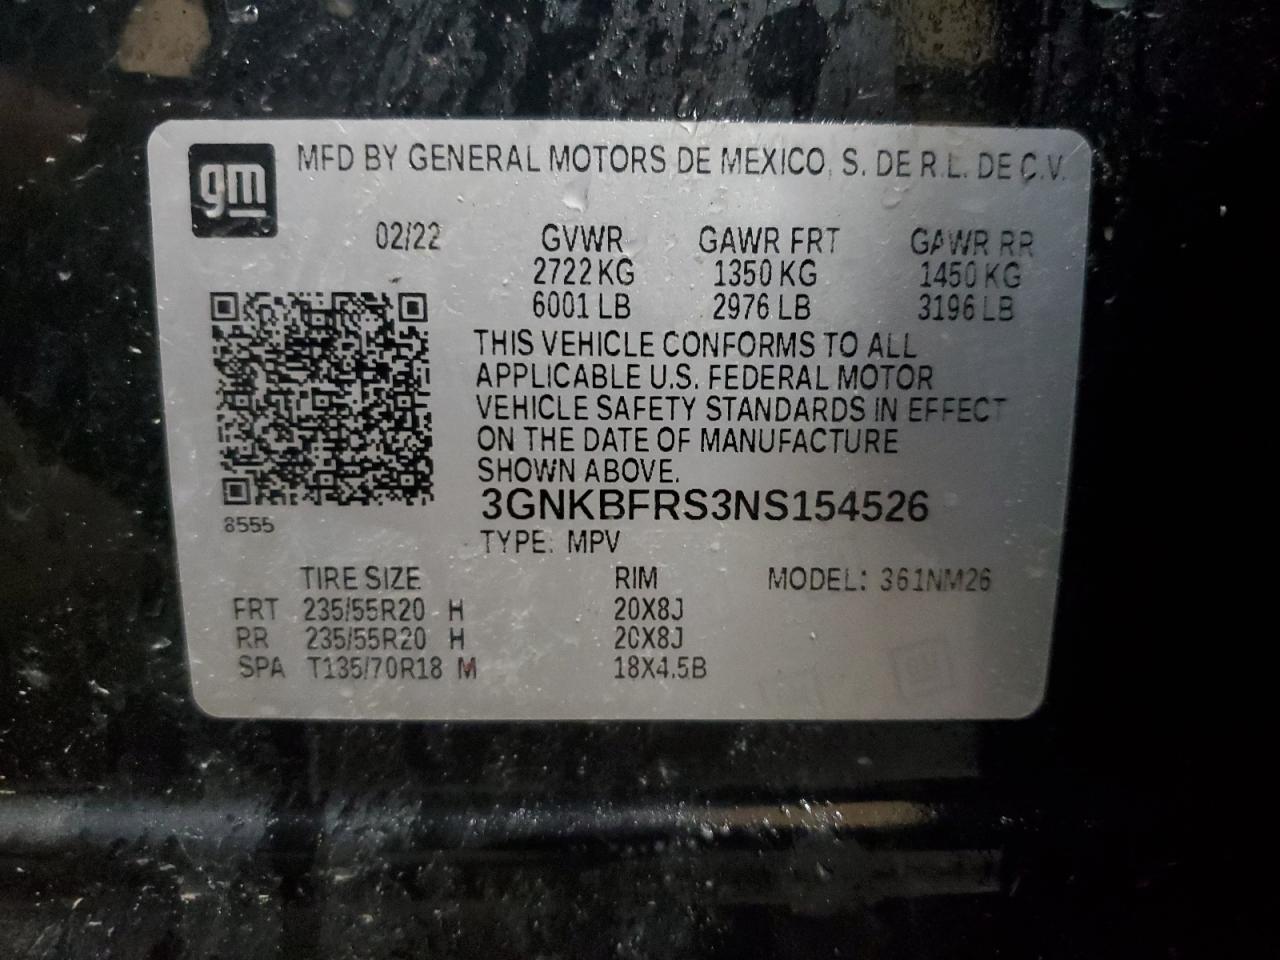 gm
MFD BY GENERAL MOTORS DE MEXICO, S. DE R.L. DE C.V.
02/22 GVWR GAWR FRT GAWR RR
2722 KG 1350 KG 1450 KG
6001 LB 2976 LB 3196 LB
THIS VEHICLE CONFORMS TO ALL
APPLICABLE U.S. FEDERAL MOTOR
VEHICLE SAFETY STANDARDS IN EFFECT
ON THE DATE OF MANUFACTURE
SHOWN ABOVE.
3GNKBFRS3NS154526
8555
TYPE: MPV
TIRE SIZE RIM MODEL: 361NM26
FRT 235/55R20 H 20X8J
RR 235/55R20 H 20X8J
SPA T135/70R18 M 18X4.5B